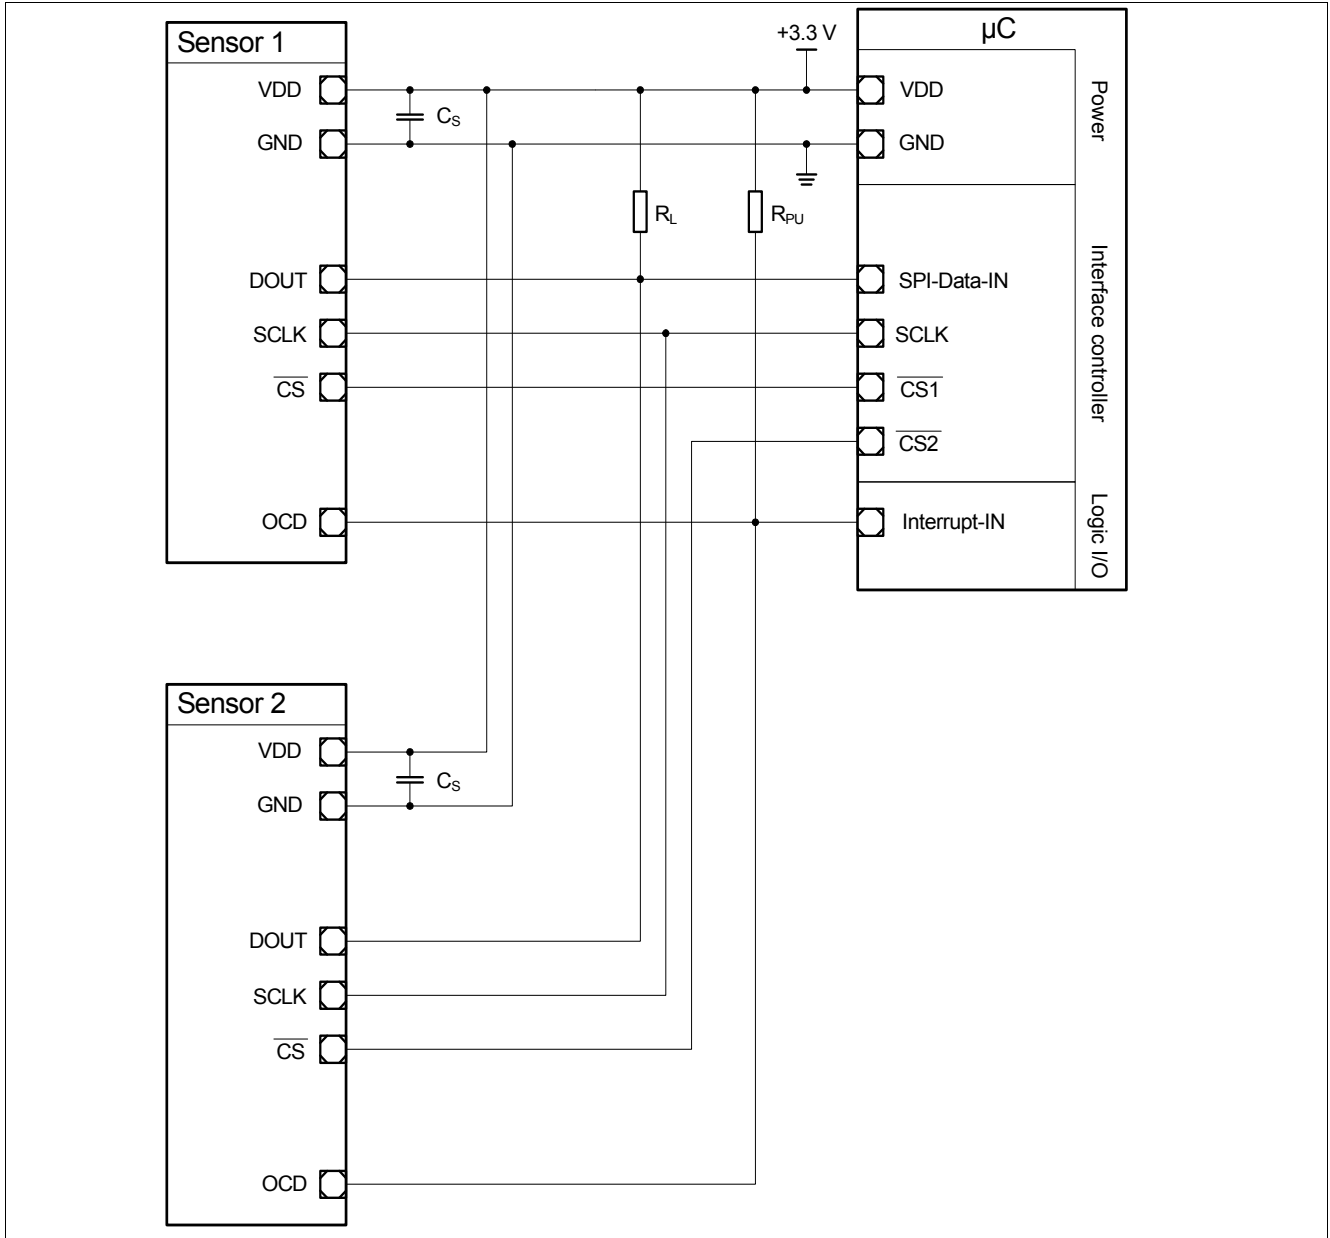 Sensor 1
VDD
GND
DOUT
SCLK
CS
OCD
C_S
R_L
R_PU
+3.3 V
µC
VDD
GND
SPI-Data-IN
SCLK
CS1
CS2
Interrupt-IN
Power
Interface controller
Logic I/O
Sensor 2
VDD
GND
C_S
DOUT
SCLK
CS
OCD